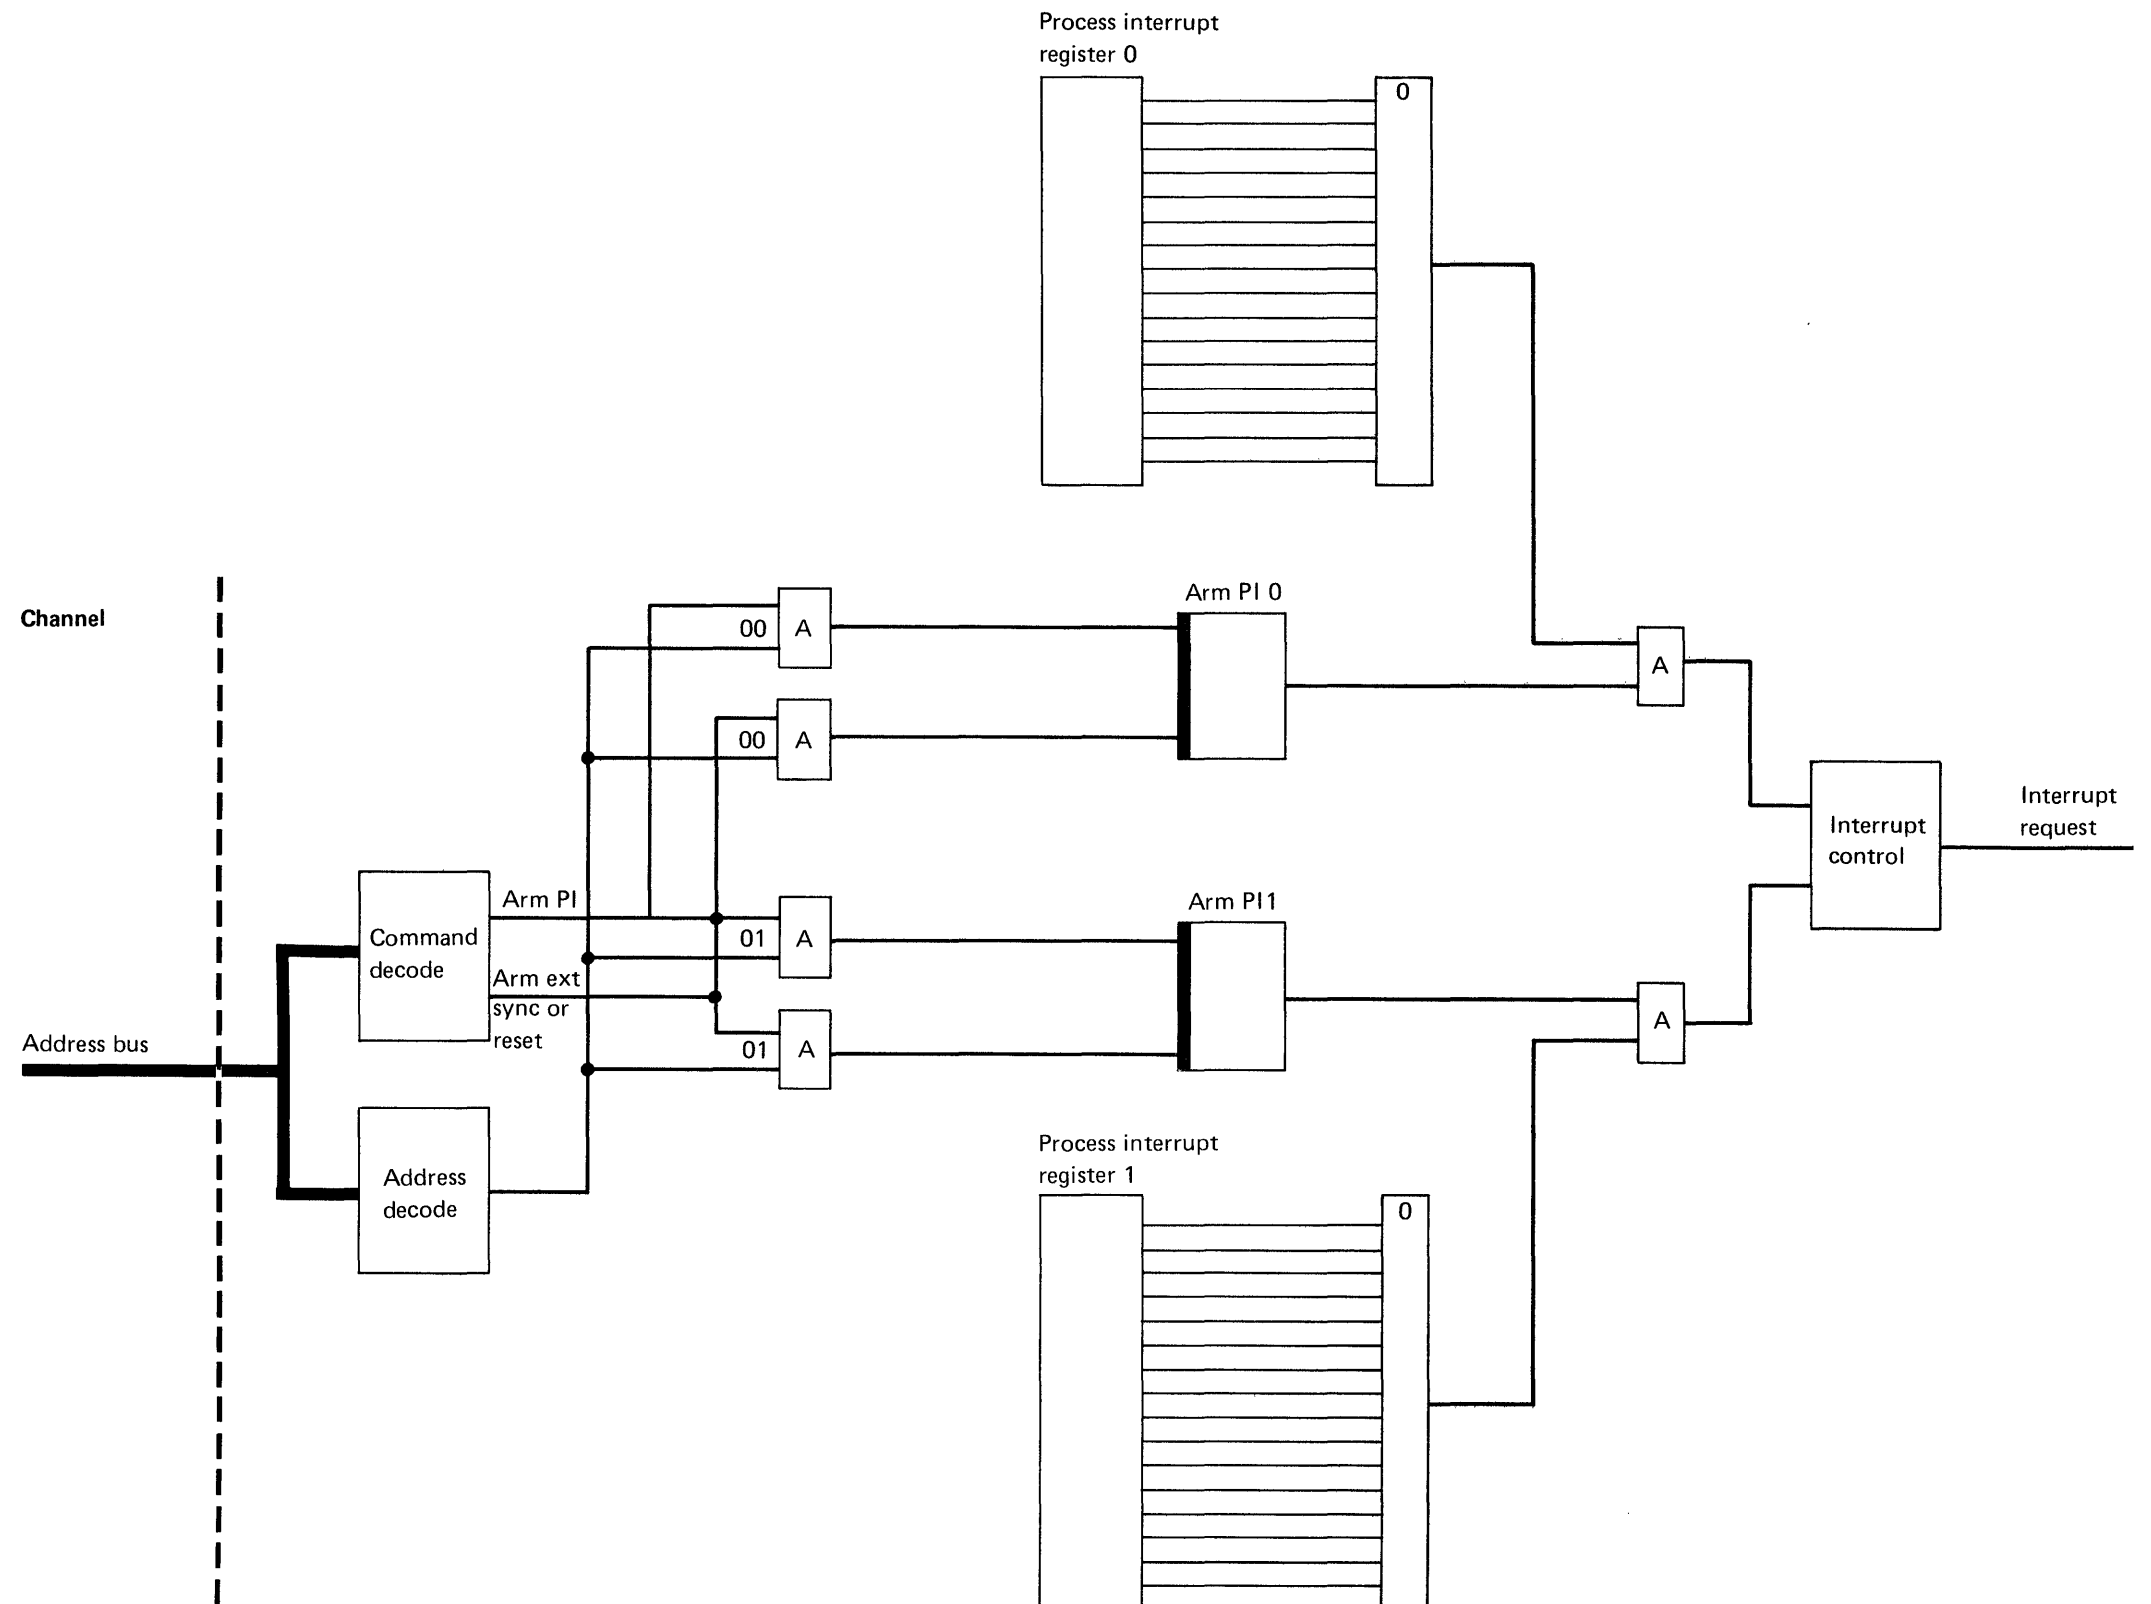 Process interrupt
register 0
0
Channel
Arm PI 0
00
A
A
00
A
Interrupt
request
Interrupt
control
Arm PI
Arm PI1
Command
decode
01
A
Arm ext
sync or
reset
A
Address bus
01
A
Process interrupt
register 1
Address
decode
0